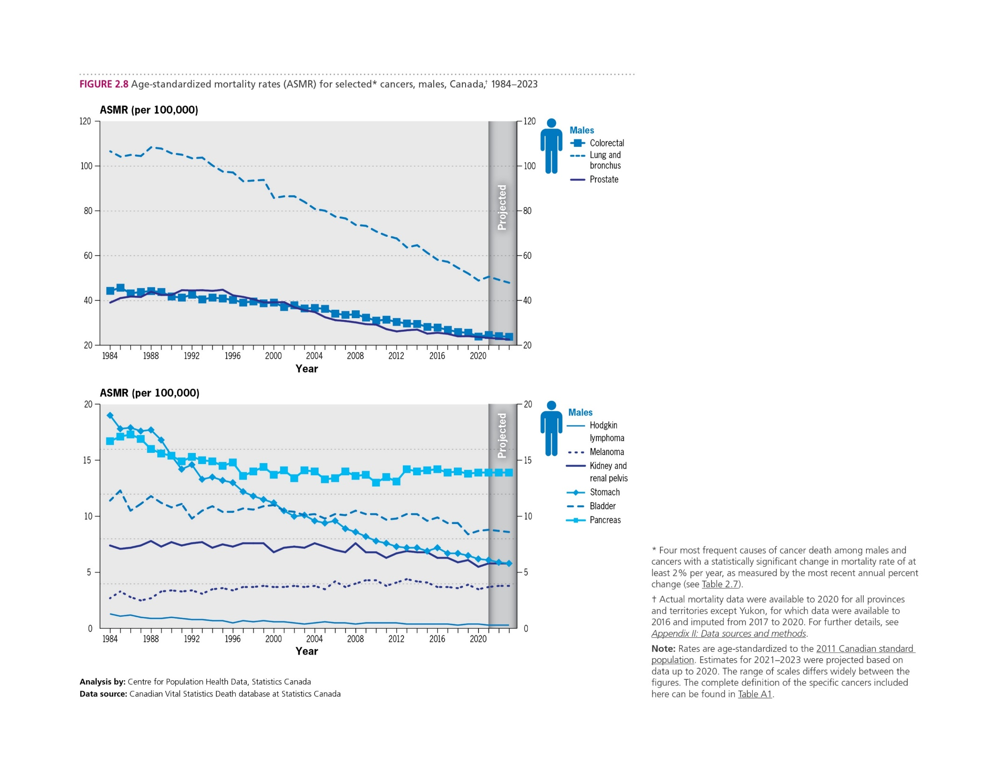 FIGURE 2.8 Age-standardized mortality rates (ASMR) for selected* cancers, males, Canada,† 1984–2023
ASMR (per 100,000)
120
100
80
60
40
20
120
100
80
60
40
20
Projected
1984 1988 1992 1996 2000 2004 2008 2012 2016 2020
Year
Males
Colorectal
Lung and
bronchus
Prostate
ASMR (per 100,000)
20
15
10
5
0
20
15
10
5
0
Projected
1984 1988 1992 1996 2000 2004 2008 2012 2016 2020
Year
Males
Hodgkin
lymphoma
Melanoma
Kidney and
renal pelvis
Stomach
Bladder
Pancreas
Analysis by: Centre for Population Health Data, Statistics Canada
Data source: Canadian Vital Statistics Death database at Statistics Canada
* Four most frequent causes of cancer death among males and
cancers with a statistically significant change in mortality rate of at
least 2% per year, as measured by the most recent annual percent
change (see Table 2.7).
† Actual mortality data were available to 2020 for all provinces
and territories except Yukon, for which data were available to
2016 and imputed from 2017 to 2020. For further details, see
Appendix II: Data sources and methods.
Note: Rates are age-standardized to the 2011 Canadian standard
population. Estimates for 2021–2023 were projected based on
data up to 2020. The range of scales differs widely between the
figures. The complete definition of the specific cancers included
here can be found in Table A1.